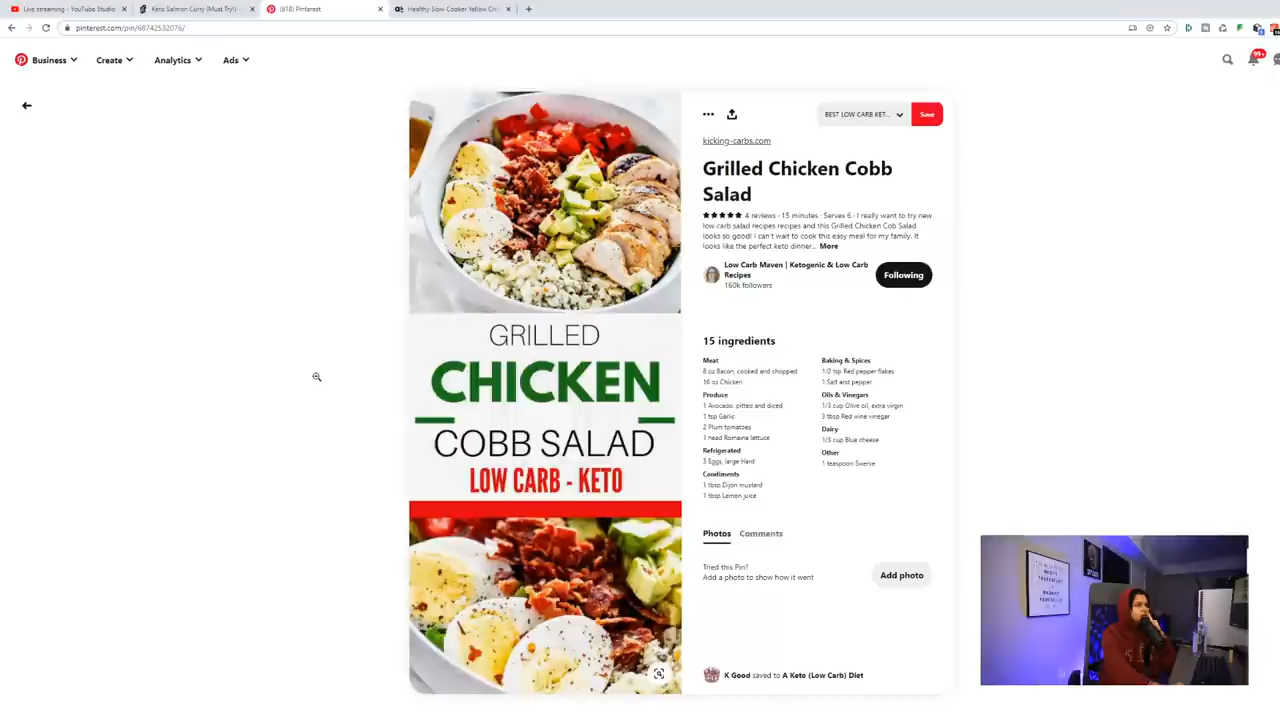 Live streaming - YouTube Studio
Keto Salmon Curry (Must Try!) -
(618) Pinterest
Healthy Slow Cooker Yellow Chi
pinterest.com/pin/68742532076/
Business
Create
Analytics
Ads
99+
BEST LOW CARB KET...
Save
kicking-carbs.com
Grilled Chicken Cobb
Salad
4 reviews · 15 minutes · Serves 6 · I really want to try new
low carb salad recipes recipes and this Grilled Chicken Cob Salad
looks so good! I can't wait to cook this easy meal for my family. It
looks like the perfect keto dinner... More
Low Carb Maven | Ketogenic & Low Carb
Recipes
160k followers
Following
GRILLED
CHICKEN
COBB SALAD
LOW CARB - KETO
15 ingredients
Meat
8 oz Bacon, cooked and chopped
16 oz Chicken
Produce
1 Avocado, pitted and diced
1 tsp Garlic
2 Plum tomatoes
1 head Romaine lettuce
Refrigerated
3 Eggs, large Hard
Condiments
1 tbsp Dijon mustard
1 tbsp Lemon juice
Baking & Spices
1/2 tsp Red pepper flakes
1 Salt and pepper
Oils & Vinegars
1/3 cup Olive oil, extra virgin
3 tbsp Red wine vinegar
Dairy
1/3 cup Blue cheese
Other
1 teaspoon Swerve
Photos
Comments
Tried this Pin?
Add a photo to show how it went
Add photo
K Good saved to A Keto (Low Carb) Diet